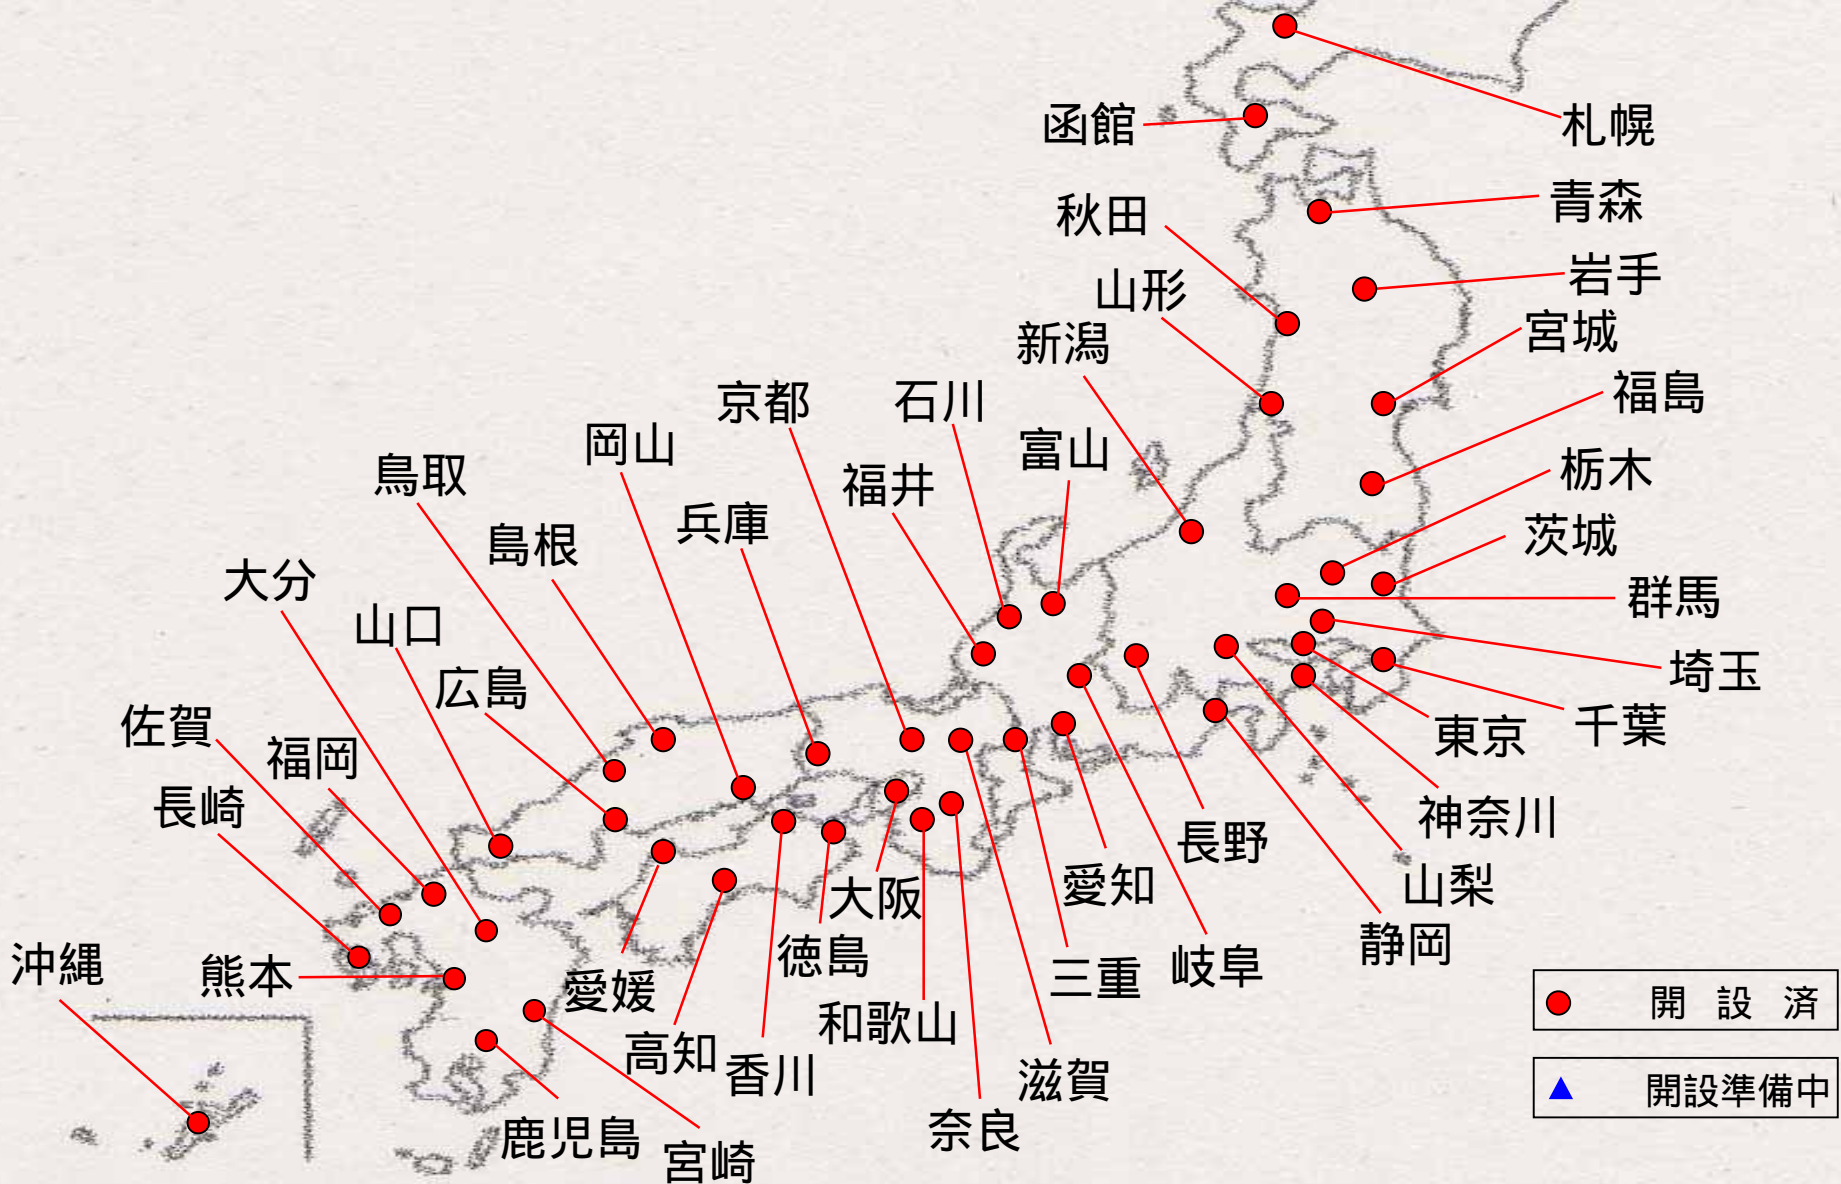 函館
札幌
秋田
青森
山形
岩手
新潟
宮城
京都
石川
福島
岡山
富山
鳥取
福井
栃木
島根
兵庫
茨城
大分
山口
群馬
広島
埼玉
佐賀
福岡
東京
千葉
長崎
神奈川
長野
大阪
愛知
山梨
徳島
静岡
沖縄
熊本
愛媛
三重
岐阜
和歌山
高知
香川
滋賀
鹿児島
宮崎
奈良
開設済
開設準備中